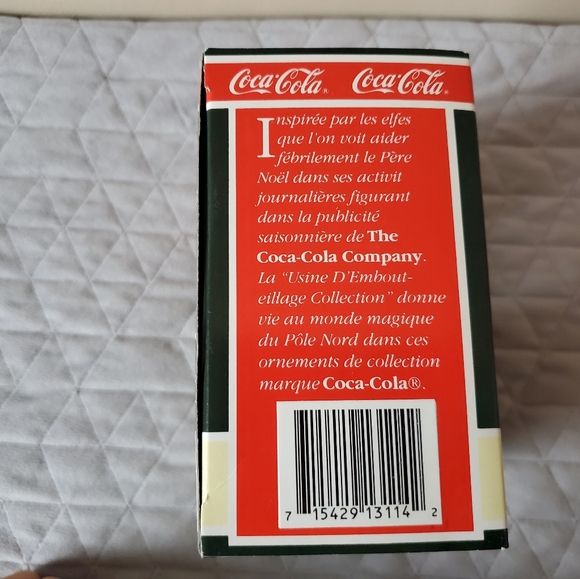 Coca-Cola® Coca-Cola®
Inspirée par les elfes
que l'on voit aider
fébrilement le Père
Noël dans ses activit
journalières figurant
dans la publicité
saisonnière de The
Coca-Cola Company.
La "Usine D'Embout-
eillage Collection" donne
vie au monde magique
du Pôle Nord dans ces
ornements de collection
marque Coca-Cola®.
7 15429 13114 2